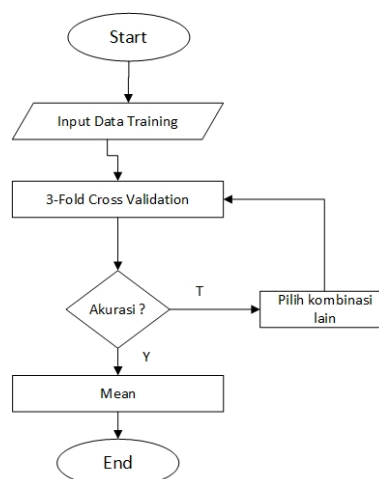 Start
Input Data Training
3-Fold Cross Validation
Akurasi ?
T
Pilih kombinasi
lain
Y
Mean
End